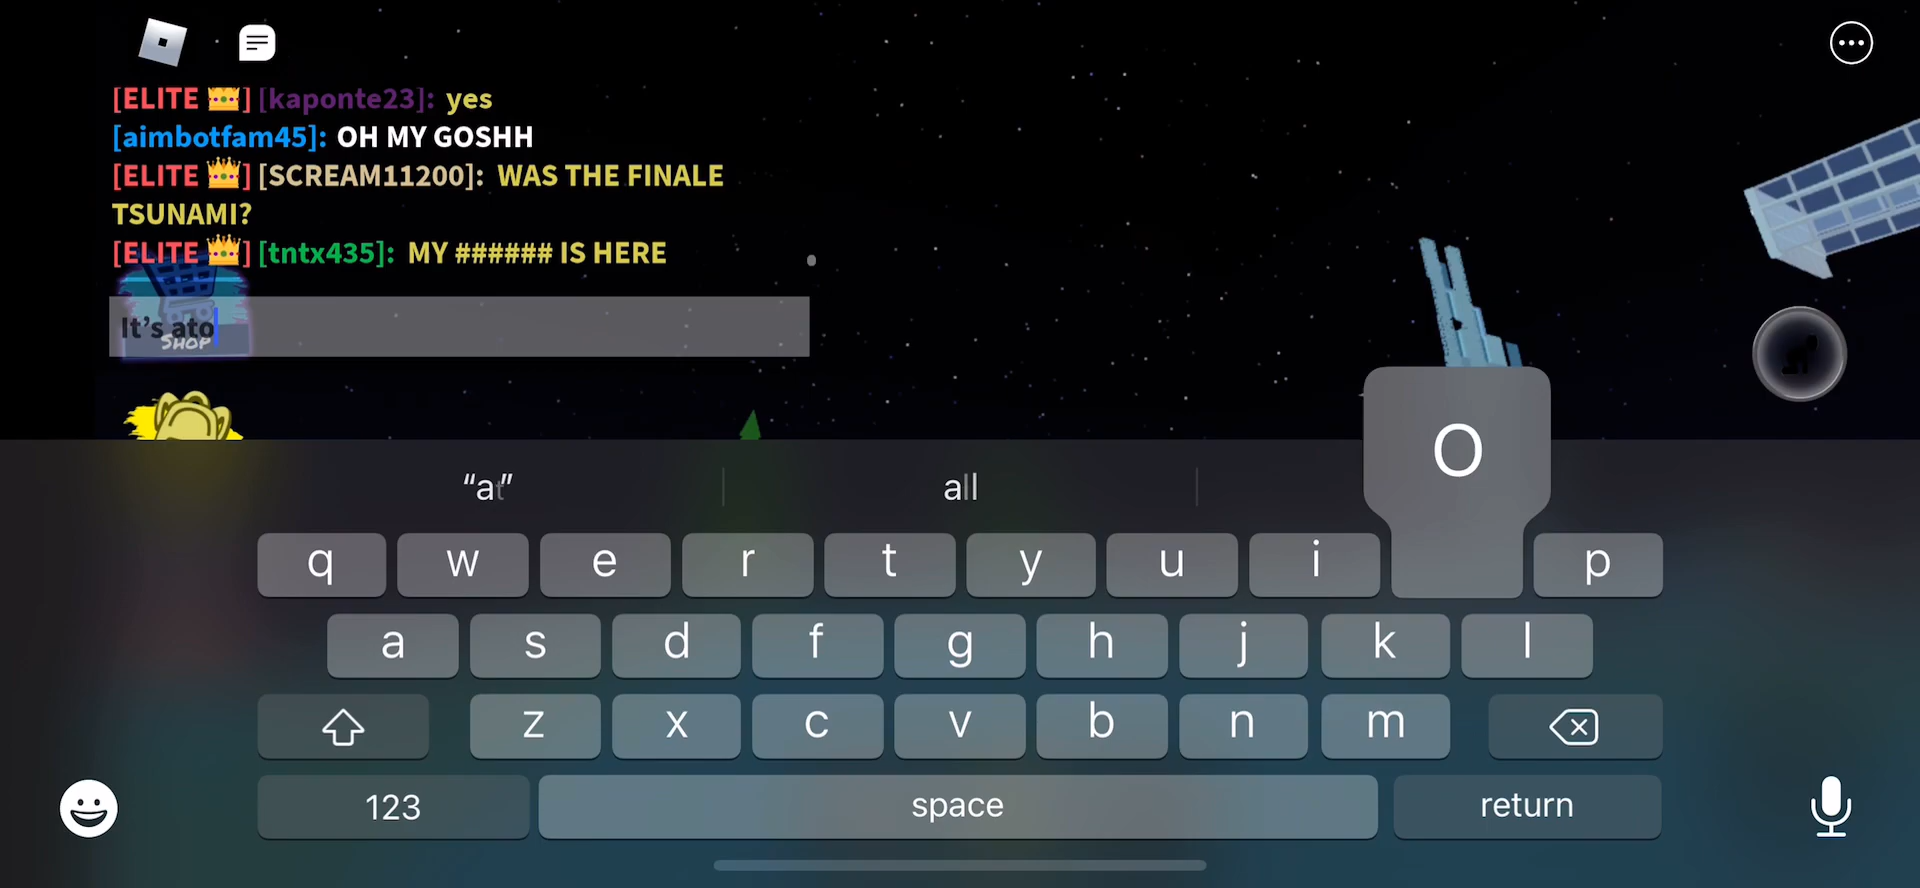 [ELITE 👑] [kaponte23]: yes
[aimbotfam45]: OH MY GOSHH
[ELITE 👑] [SCREAM11200]: WAS THE FINALE
TSUNAMI?
[ELITE 👑] [tntx435]: MY ###### IS HERE
It’s ato
SHOP
“at” all
O
q w e r t y u i p
a s d f g h j k l
z x c v b n m
123 space return